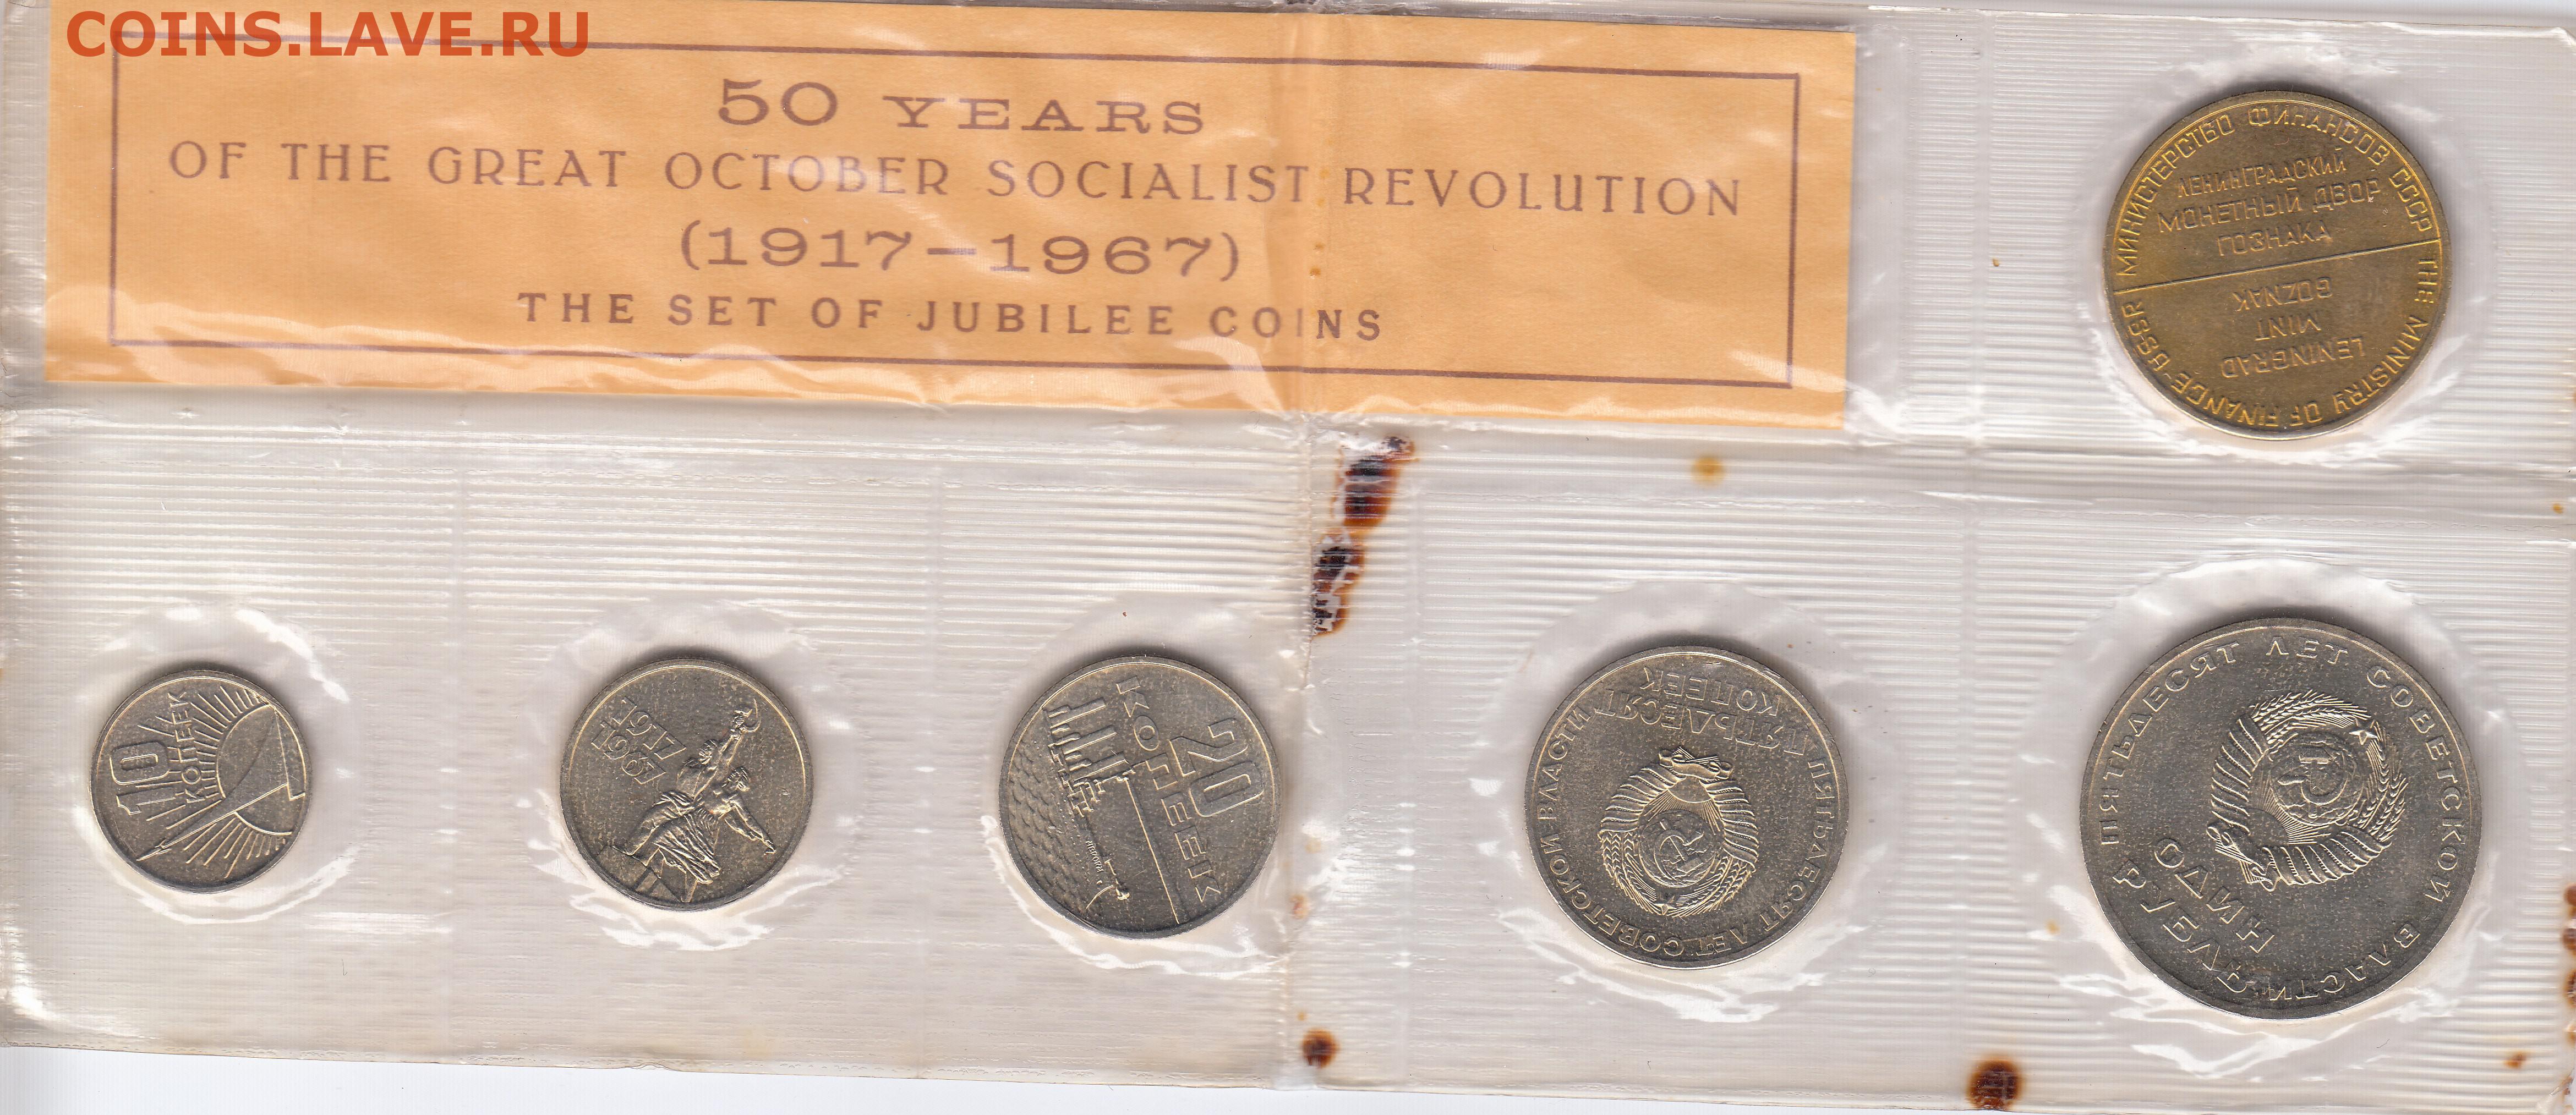 COINS.LAVE.RU
50 YEARS
OF THE GREAT OCTOBER SOCIALIST REVOLUTION
(1917–1967)
THE SET OF JUBILEE COINS
МИНИСТЕРСТВО ФИНАНСОВ СССР
ЛЕНИНГРАДСКИЙ
МОНЕТНЫЙ ДВОР
ГОЗНАКА
THE MINISTRY OF FINANCE·USSR
LENINGRAD
MINT
GOZNAK
10
КОПЕЕК
1917
1967
20
КОПЕЕК
ПЯТЬДЕСЯТ ЛЕТ СОВЕТСКОЙ ВЛАСТИ
ПЯТЬДЕСЯТ
КОПЕЕК
ПЯТЬДЕСЯТ ЛЕТ СОВЕТСКОЙ ВЛАСТИ
ОДИН
РУБЛЬ